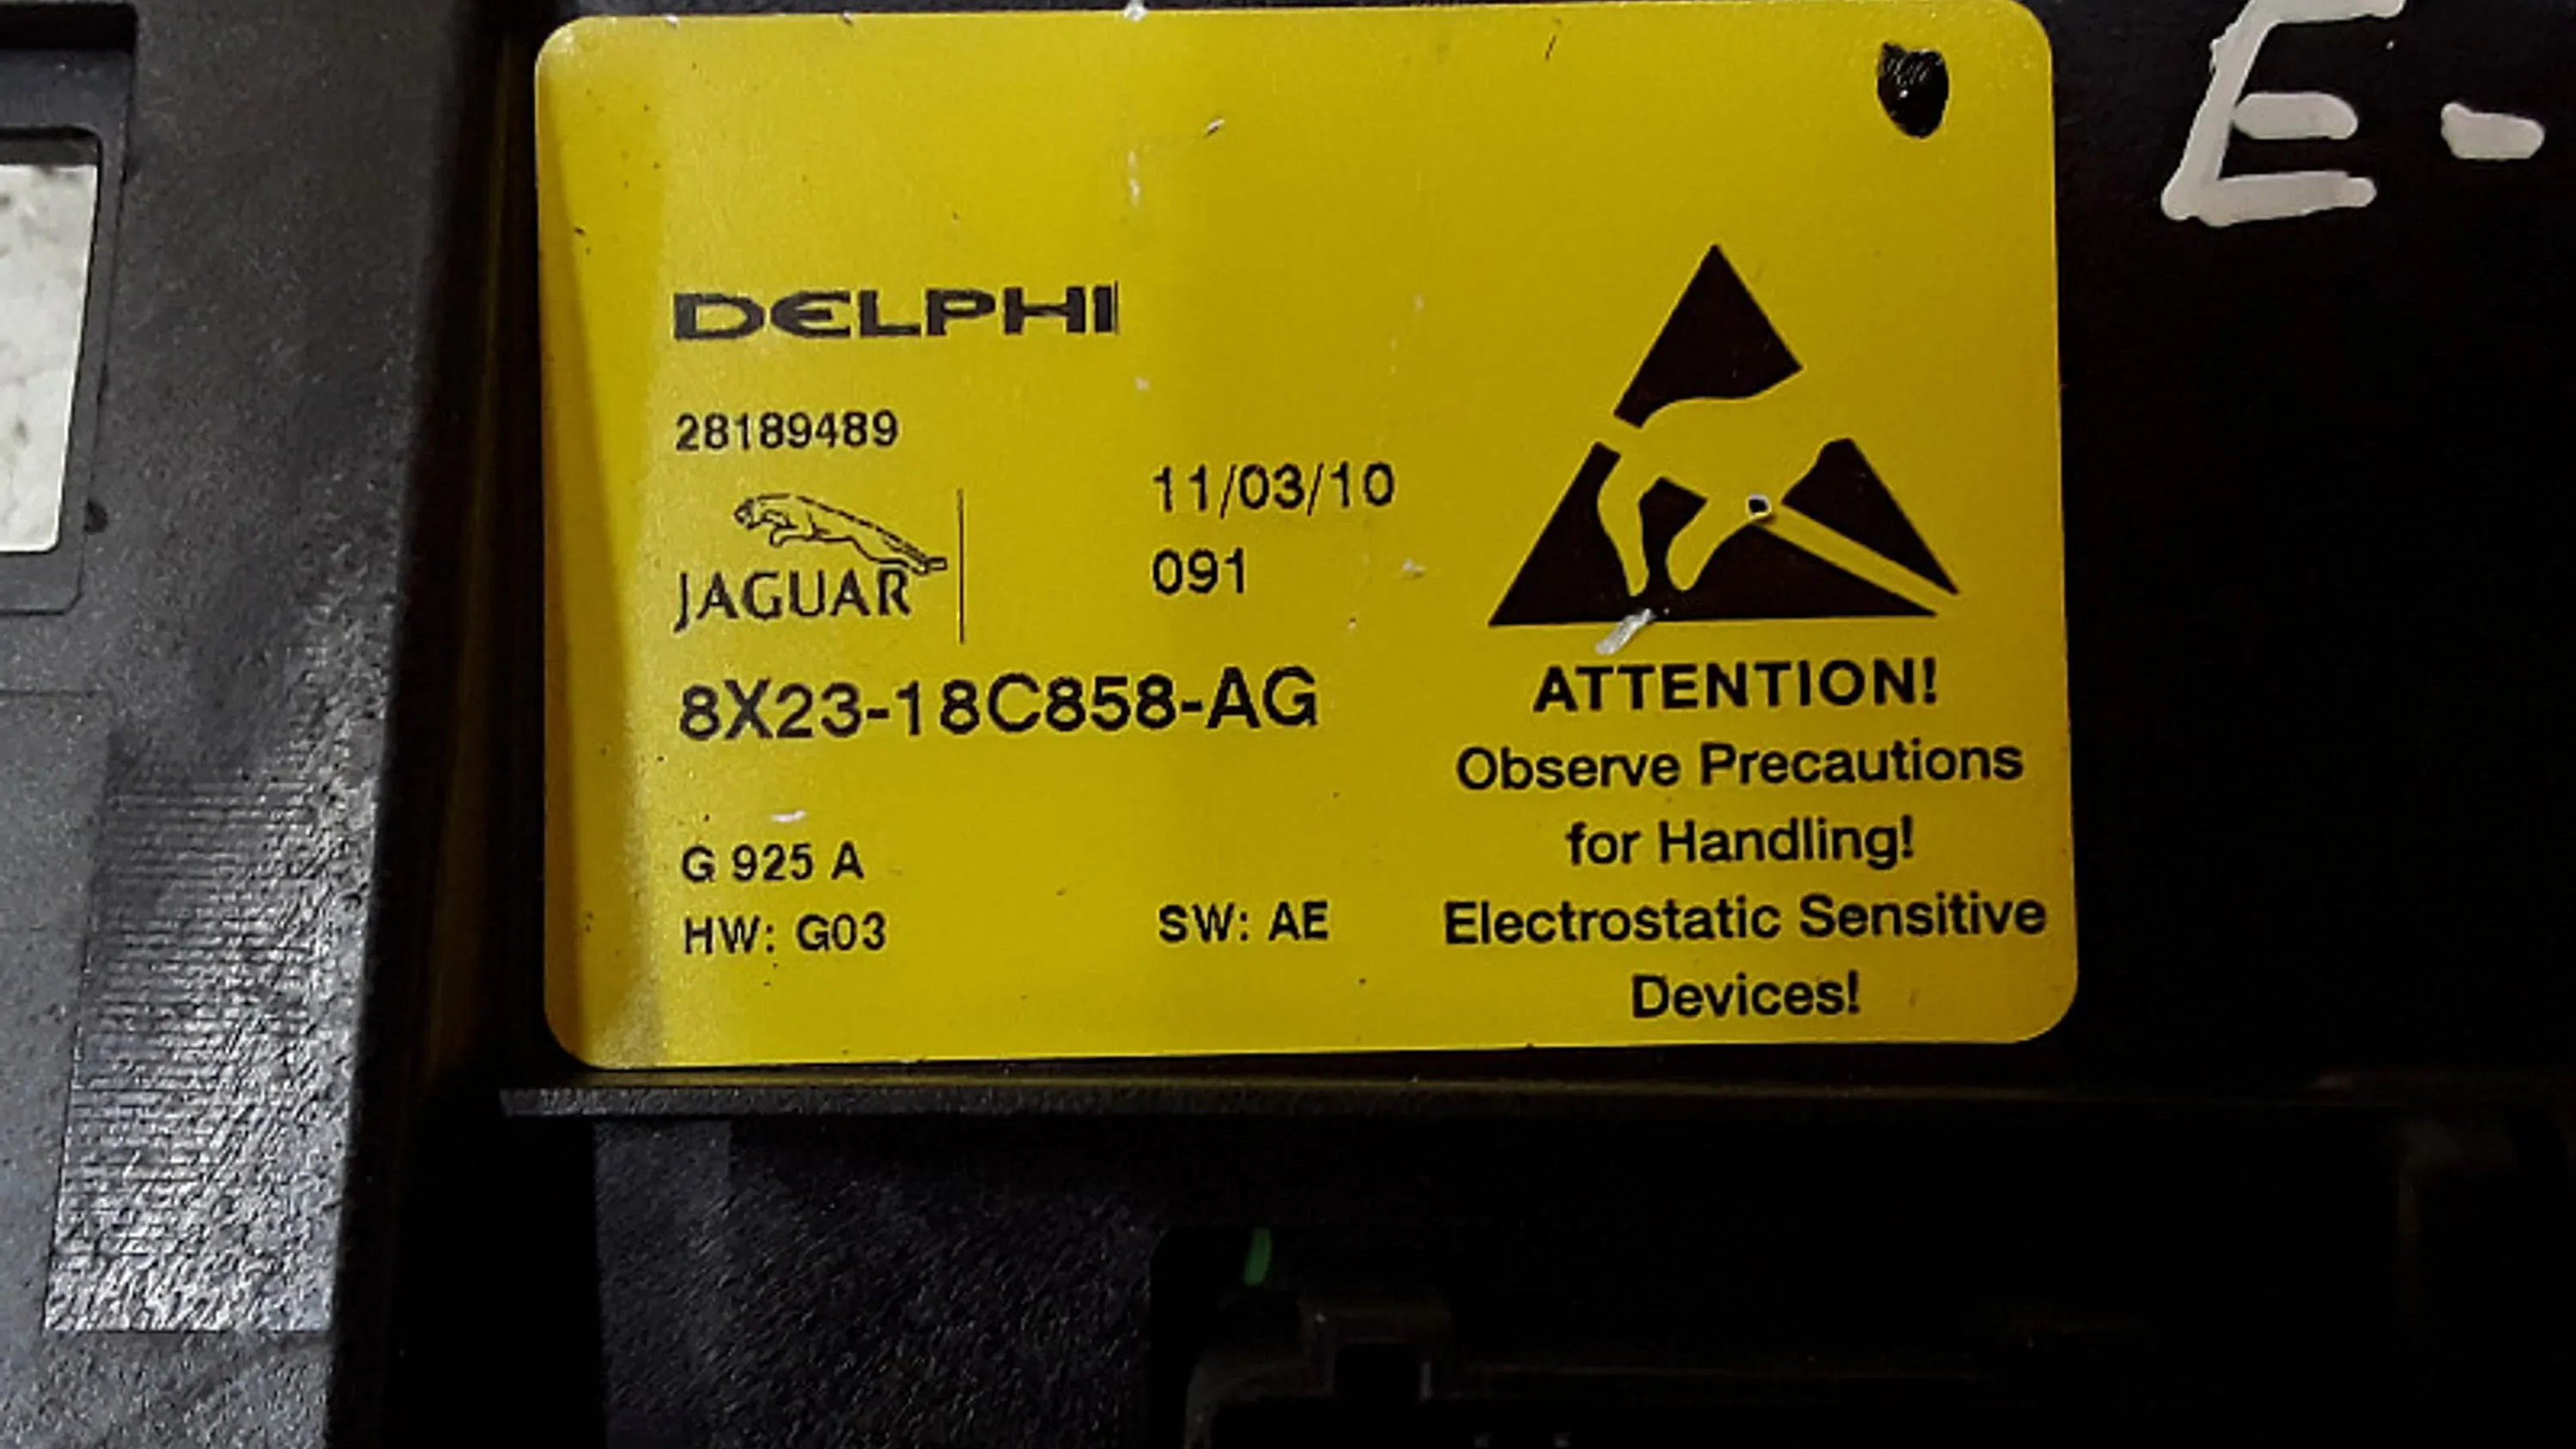 E-
DELPHI
28189489
JAGUAR
11/03/10
091
8X23-18C858-AG
G 925 A
HW: G03
SW: AE
ATTENTION!
Observe Precautions
for Handling!
Electrostatic Sensitive
Devices!